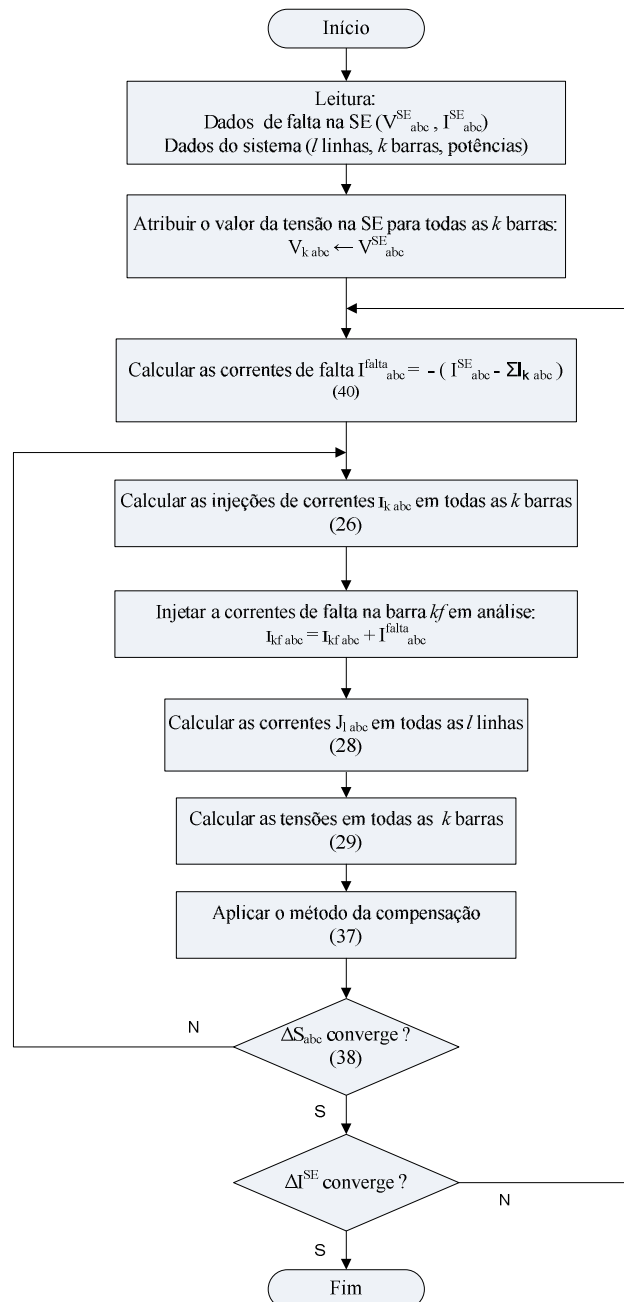 Início
Leitura:
Dados de falta na SE (V^SE_abc , I^SE_abc)
Dados do sistema (l linhas, k barras, potências)
Atribuir o valor da tensão na SE para todas as k barras:
V_k abc ← V^SE_abc
Calcular as correntes de falta I^falta_abc = - ( I^SE_abc - ΣI_k abc )
(40)
Calcular as injeções de correntes I_k abc em todas as k barras
(26)
Injetar a correntes de falta na barra kf em análise:
I_kf abc = I_kf abc + I^falta_abc
Calcular as correntes J_l abc em todas as l linhas
(28)
Calcular as tensões em todas as k barras
(29)
Aplicar o método da compensação
(37)
N
ΔS_abc converge ?
(38)
S
ΔI^SE converge ?
N
S
Fim